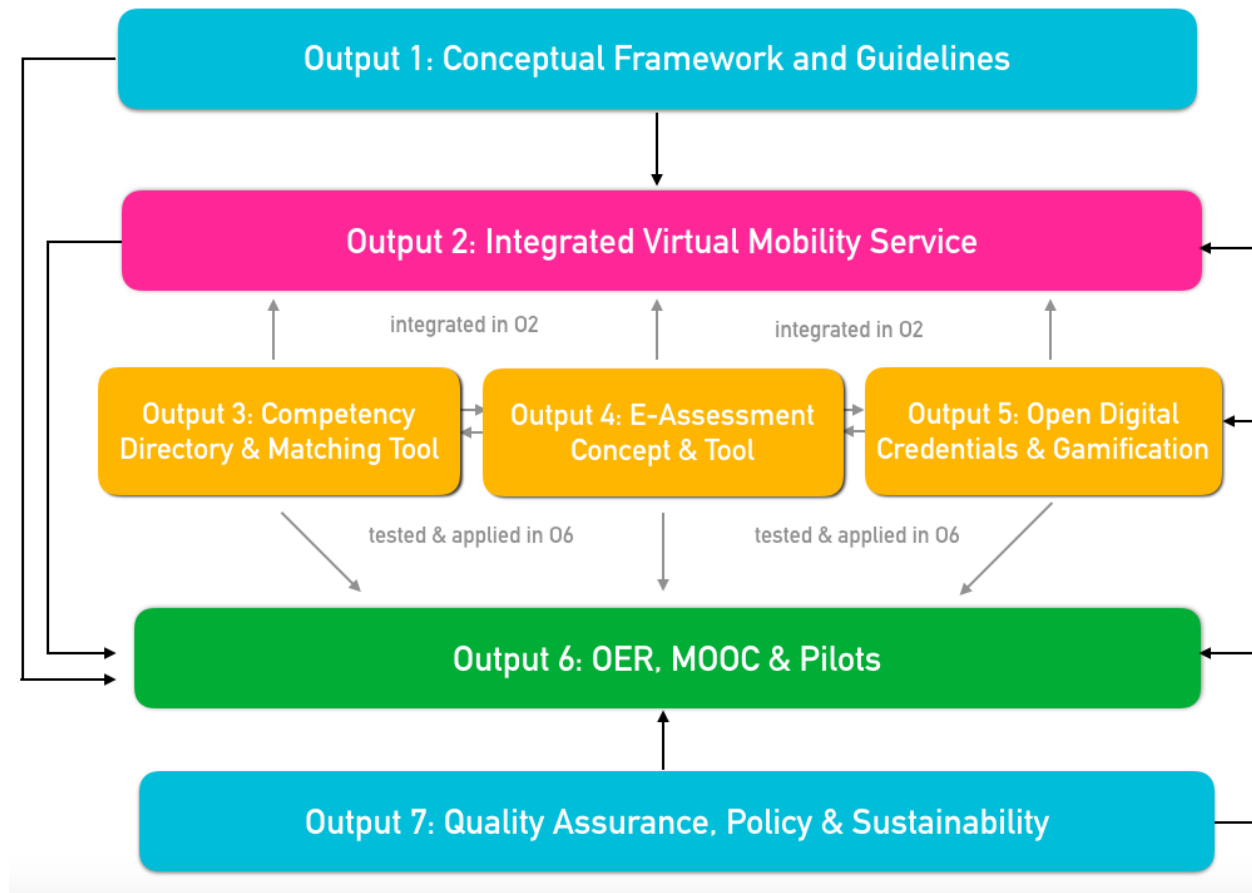 Output 1: Conceptual Framework and Guidelines
Output 2: Integrated Virtual Mobility Service
integrated in O2
integrated in O2
Output 3: Competency
Directory & Matching Tool
Output 4: E-Assessment
Concept & Tool
Output 5: Open Digital
Credentials & Gamification
tested & applied in O6
tested & applied in O6
Output 6: OER, MOOC & Pilots
Output 7: Quality Assurance, Policy & Sustainability